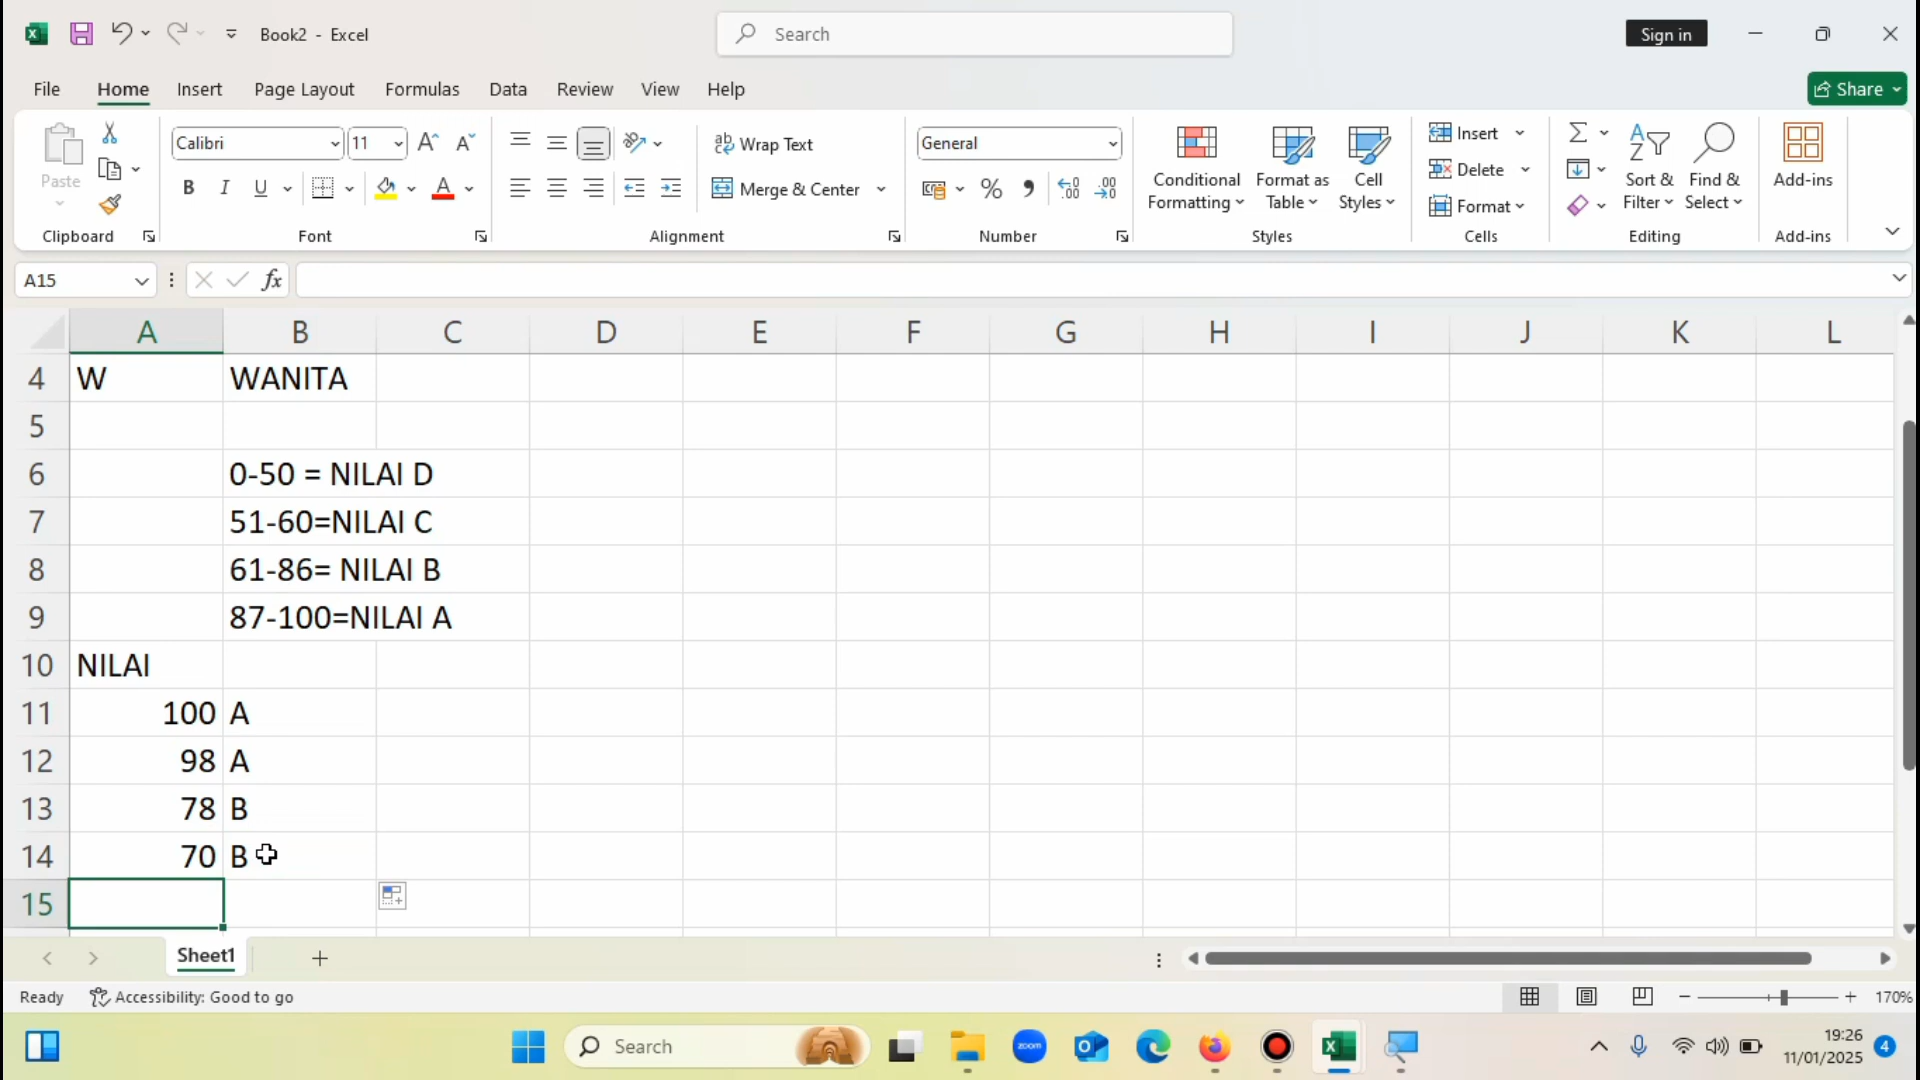 Book2 - Excel
Search
Sign in
File Home Insert Page Layout Formulas Data Review View Help
Share
Paste
Clipboard
Calibri 11
B I U
Font
Wrap Text
Merge & Center
Alignment
General
Number
Conditional Formatting
Format as Table
Cell Styles
Styles
Insert
Delete
Format
Cells
Sort & Filter
Find & Select
Editing
Add-ins
Add-ins
A15
fx
A B C D E F G H I J K L
4 W WANITA
5
6 0-50 = NILAI D
7 51-60=NILAI C
8 61-86= NILAI B
9 87-100=NILAI A
10 NILAI
11 100 A
12 98 A
13 78 B
14 70 B
15
Sheet1
Ready Accessibility: Good to go
170%
Search
zoom
19:26
11/01/2025
4